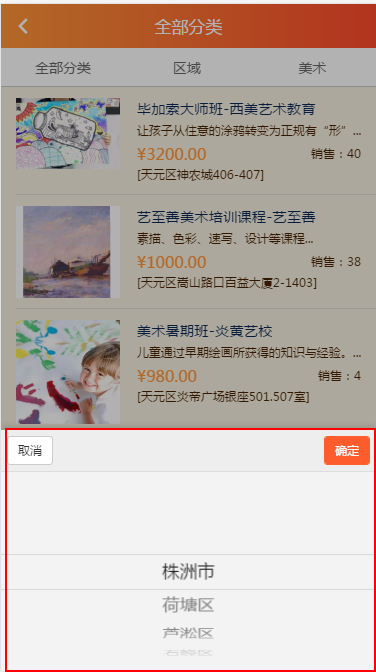 全部分类
全部分类 区域 美术
毕加索大师班-西美艺术教育
让孩子从住意的涂鸦转变为正规有“形”...
¥3200.00 销售：40
[天元区神农城406-407]
艺至善美术培训课程-艺至善
素描、色彩、速写、设计等课程...
¥1000.00 销售：38
[天元区嵩山路口百益大厦2-1403]
美术暑期班-炎黄艺校
儿童通过早期绘画所获得的知识与经验。...
¥980.00 销售：4
[天元区炎帝广场银座501.507室]
取消 确定
株洲市
荷塘区
芦淞区